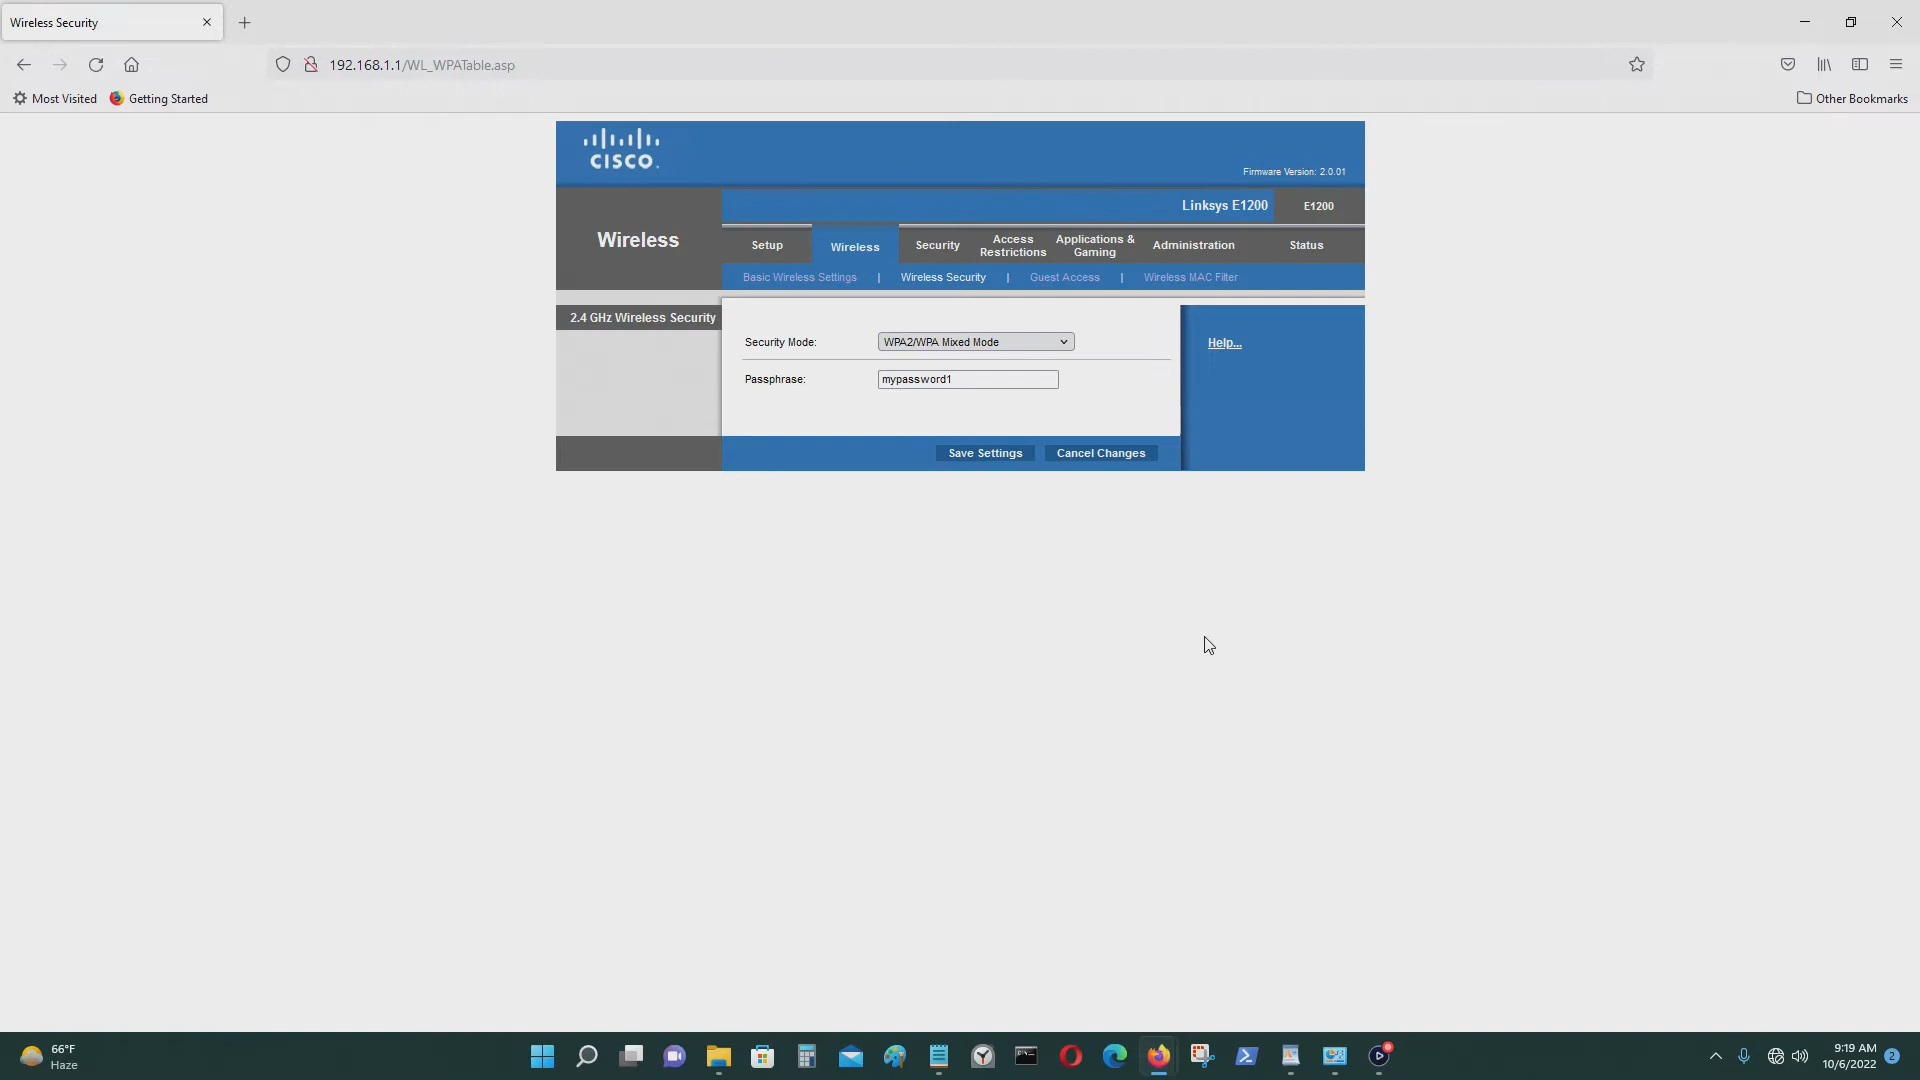 Wireless Security
192.168.1.1/WL_WPATable.asp
Most Visited
Getting Started
Other Bookmarks
CISCO.
Firmware Version: 2.0.01
Linksys E1200
E1200
Wireless
Setup
Wireless
Security
Access
Restrictions
Applications &
Gaming
Administration
Status
Basic Wireless Settings | Wireless Security | Guest Access | Wireless MAC Filter
2.4 GHz Wireless Security
Security Mode:
WPA2/WPA Mixed Mode
Help...
Passphrase:
mypassword1
Save Settings
Cancel Changes
66°F
Haze
9:19 AM
10/6/2022
2